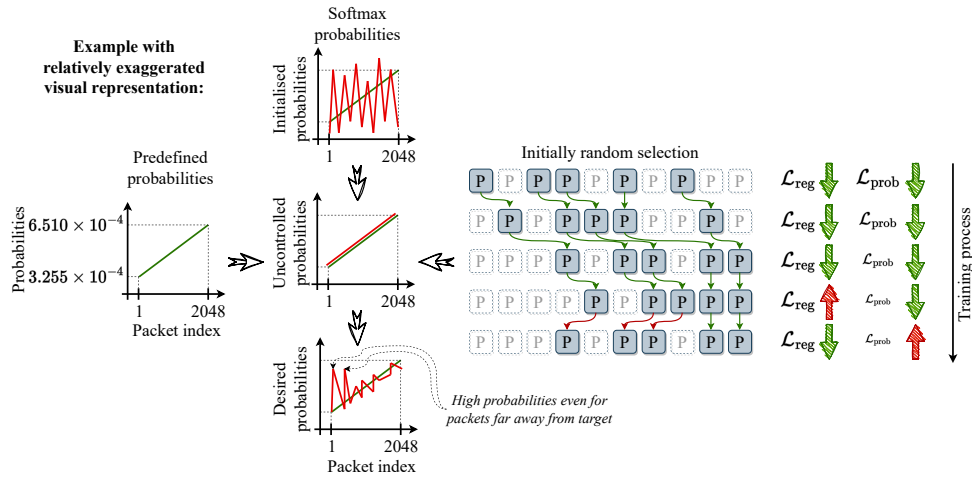 Example with
relatively exaggerated
visual representation:
Softmax
probabilities
Initialised
probabilities
1
2048
Predefined
probabilities
Probabilities
6.510 × 10⁻⁴
3.255 × 10⁻⁴
1
2048
Packet index
Uncontrolled
probabilities
1
2048
Desired
probabilities
1
2048
Packet index
High probabilities even for
packets far away from target
Initially random selection
P P P P P P P P P P
P P P P P P P P P P
P P P P P P P P P P
P P P P P P P P P P
P P P P P P P P P P
ℒreg ℒprob
ℒreg ℒprob
ℒreg ℒprob
ℒreg ℒprob
ℒreg ℒprob
Training process